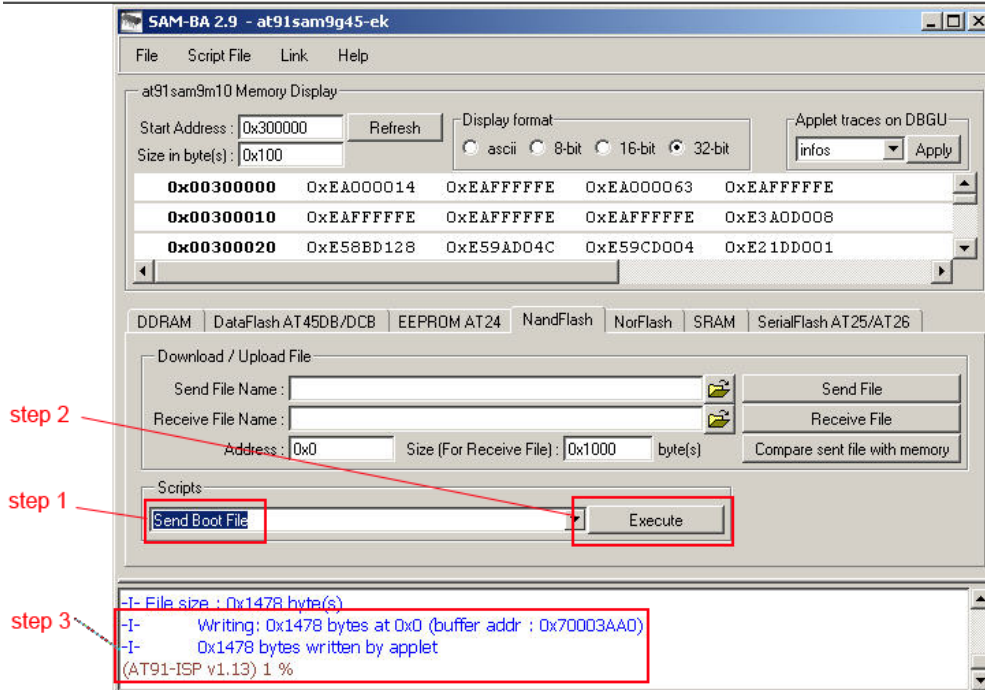 SAM-BA 2.9 - at91sam9g45-ek
File Script File Link Help
at91sam9m10 Memory Display
Start Address : 0x300000 Refresh
Size in byte(s) : 0x100
Display format
ascii 8-bit 16-bit 32-bit
Applet traces on DBGU
infos Apply
0x00300000 0xEA000014 0xEAFFFFFE 0xEA000063 0xEAFFFFFE
0x00300010 0xEAFFFFFE 0xEAFFFFFE 0xEAFFFFFE 0xE3A0D008
0x00300020 0xE58BD128 0xE59AD04C 0xE59CD004 0xE21DD001
DDRAM DataFlash AT45DB/DCB EEPROM AT24 NandFlash NorFlash SRAM SerialFlash AT25/AT26
Download / Upload File
Send File Name : Send File
step 2
Receive File Name : Receive File
Address : 0x0 Size (For Receive File) : 0x1000 byte(s) Compare sent file with memory
step 1
Scripts
Send Boot File Execute
-I- File size : 0x1478 byte(s)
step 3
-I- Writing: 0x1478 bytes at 0x0 (buffer addr : 0x70003AA0)
-I- 0x1478 bytes written by applet
(AT91-ISP v1.13) 1 %